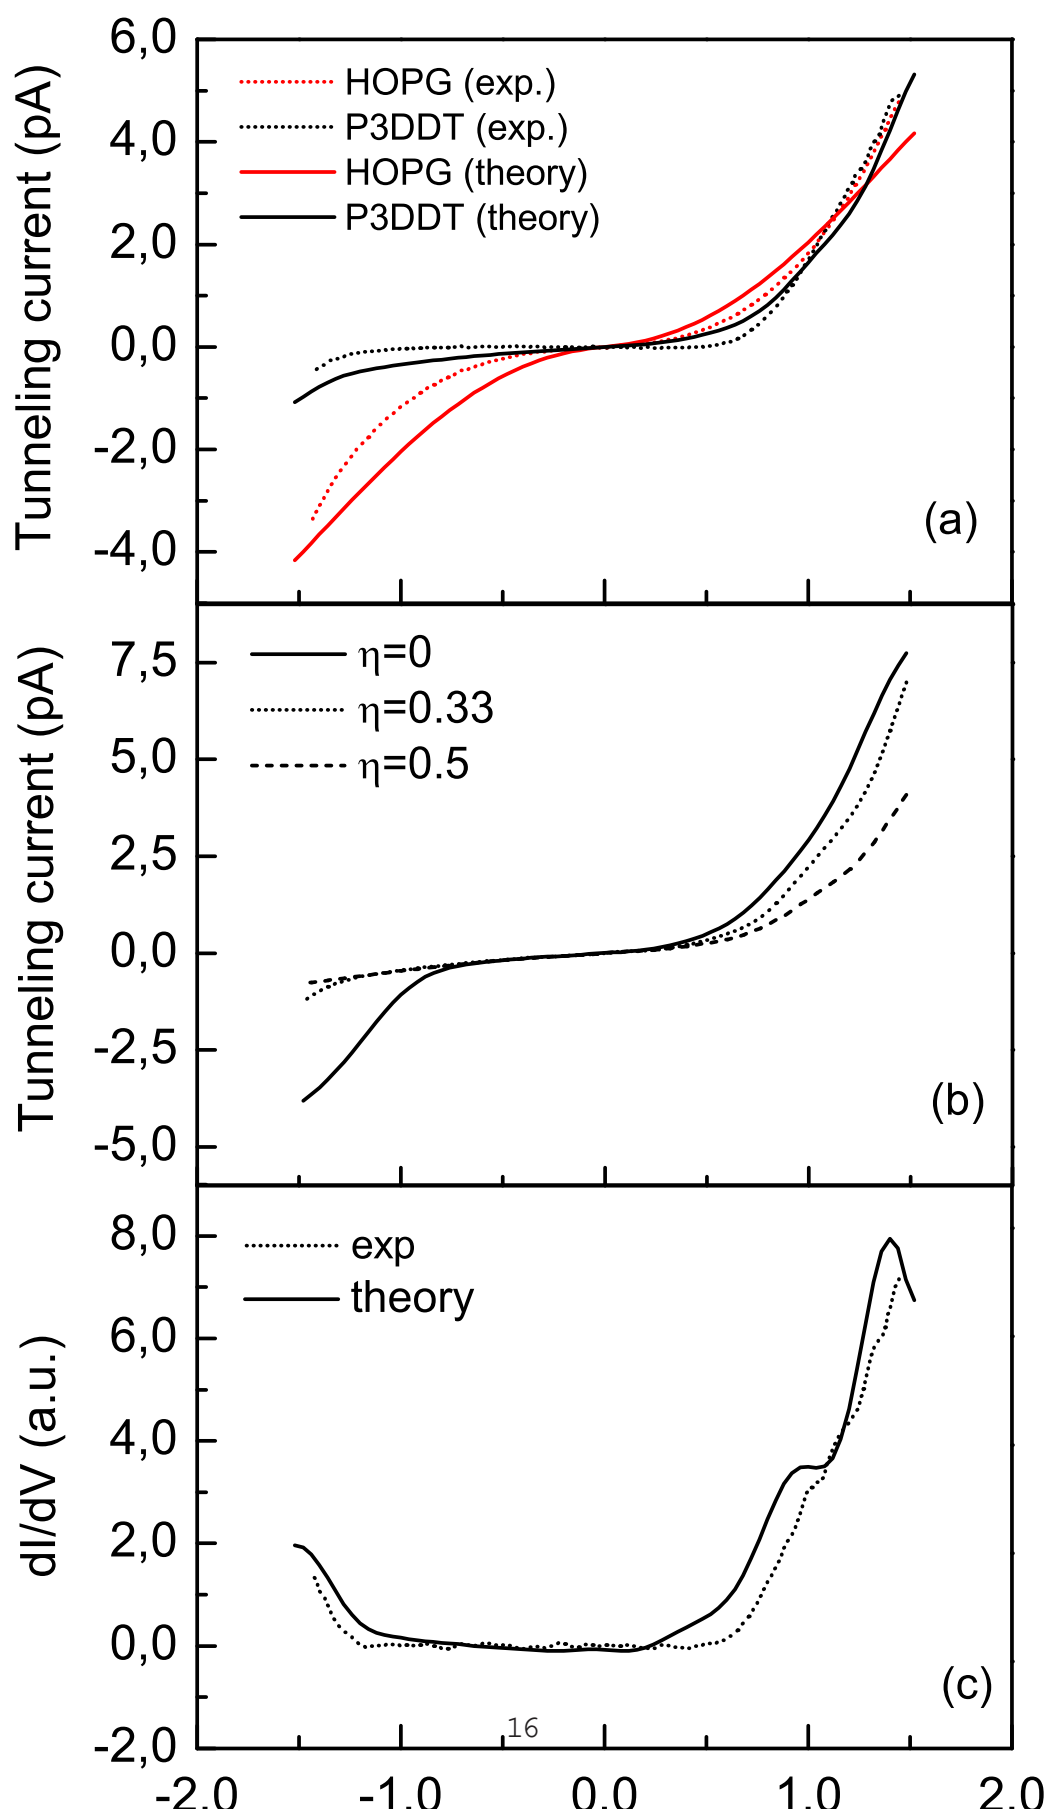 6,0
4,0
2,0
0,0
-2,0
-4,0
Tunneling current (pA)
HOPG (exp.)
P3DDT (exp.)
HOPG (theory)
P3DDT (theory)
(a)
7,5
5,0
2,5
0,0
-2,5
-5,0
Tunneling current (pA)
η=0
η=0.33
η=0.5
(b)
8,0
6,0
4,0
2,0
0,0
-2,0
dI/dV (a.u.)
exp
theory
(c)
16
-2.0 -1.0 0.0 1.0 2.0